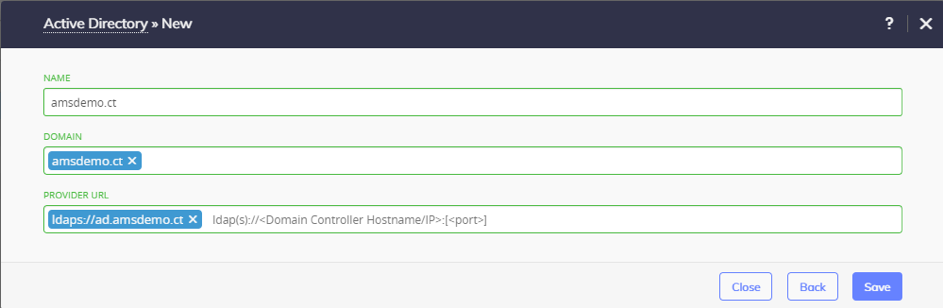 Active Directory » New
? ×
NAME
amsdemo.ct
DOMAIN
amsdemo.ct ×
PROVIDER URL
ldaps://ad.amsdemo.ct × ldap(s)://<Domain Controller Hostname/IP>:[<port>]
Close Back Save